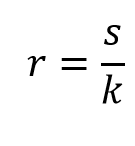 r = s/k